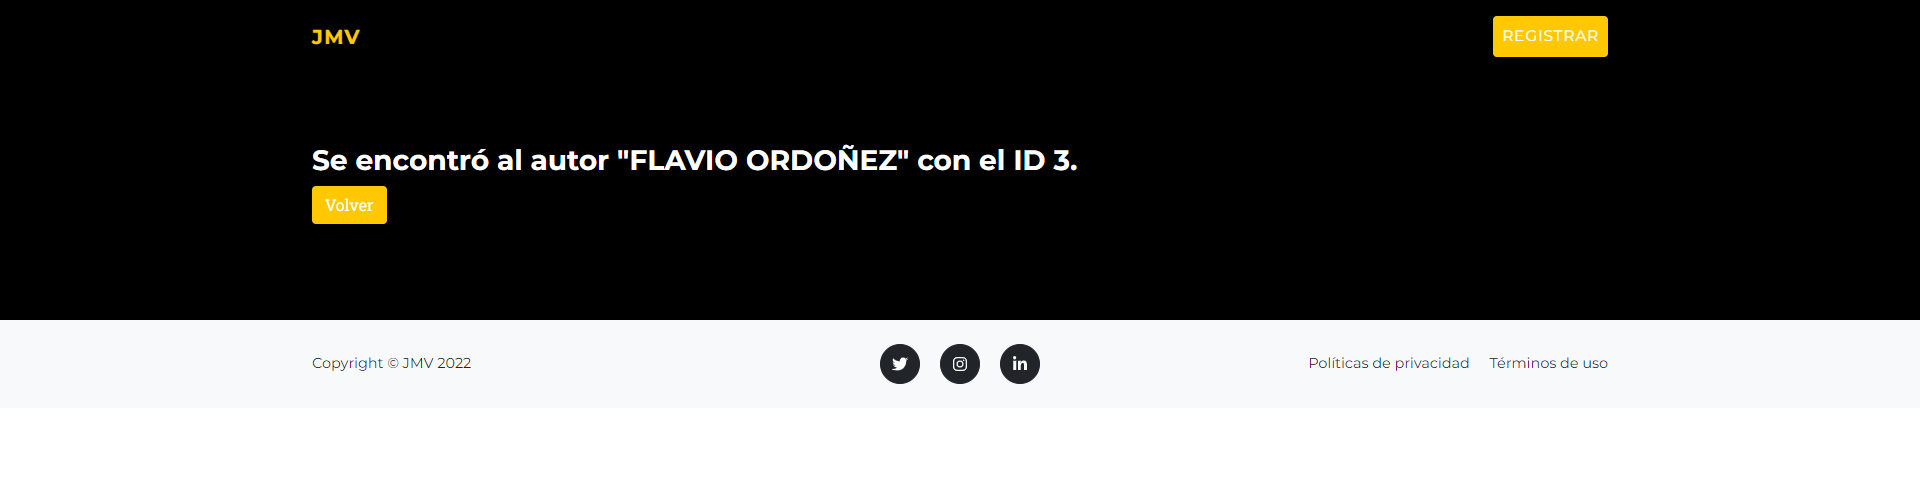 JMV
REGISTRAR
Se encontró al autor "FLAVIO ORDOÑEZ" con el ID 3.
Volver
Copyright © JMV 2022
in
Políticas de privacidad Términos de uso